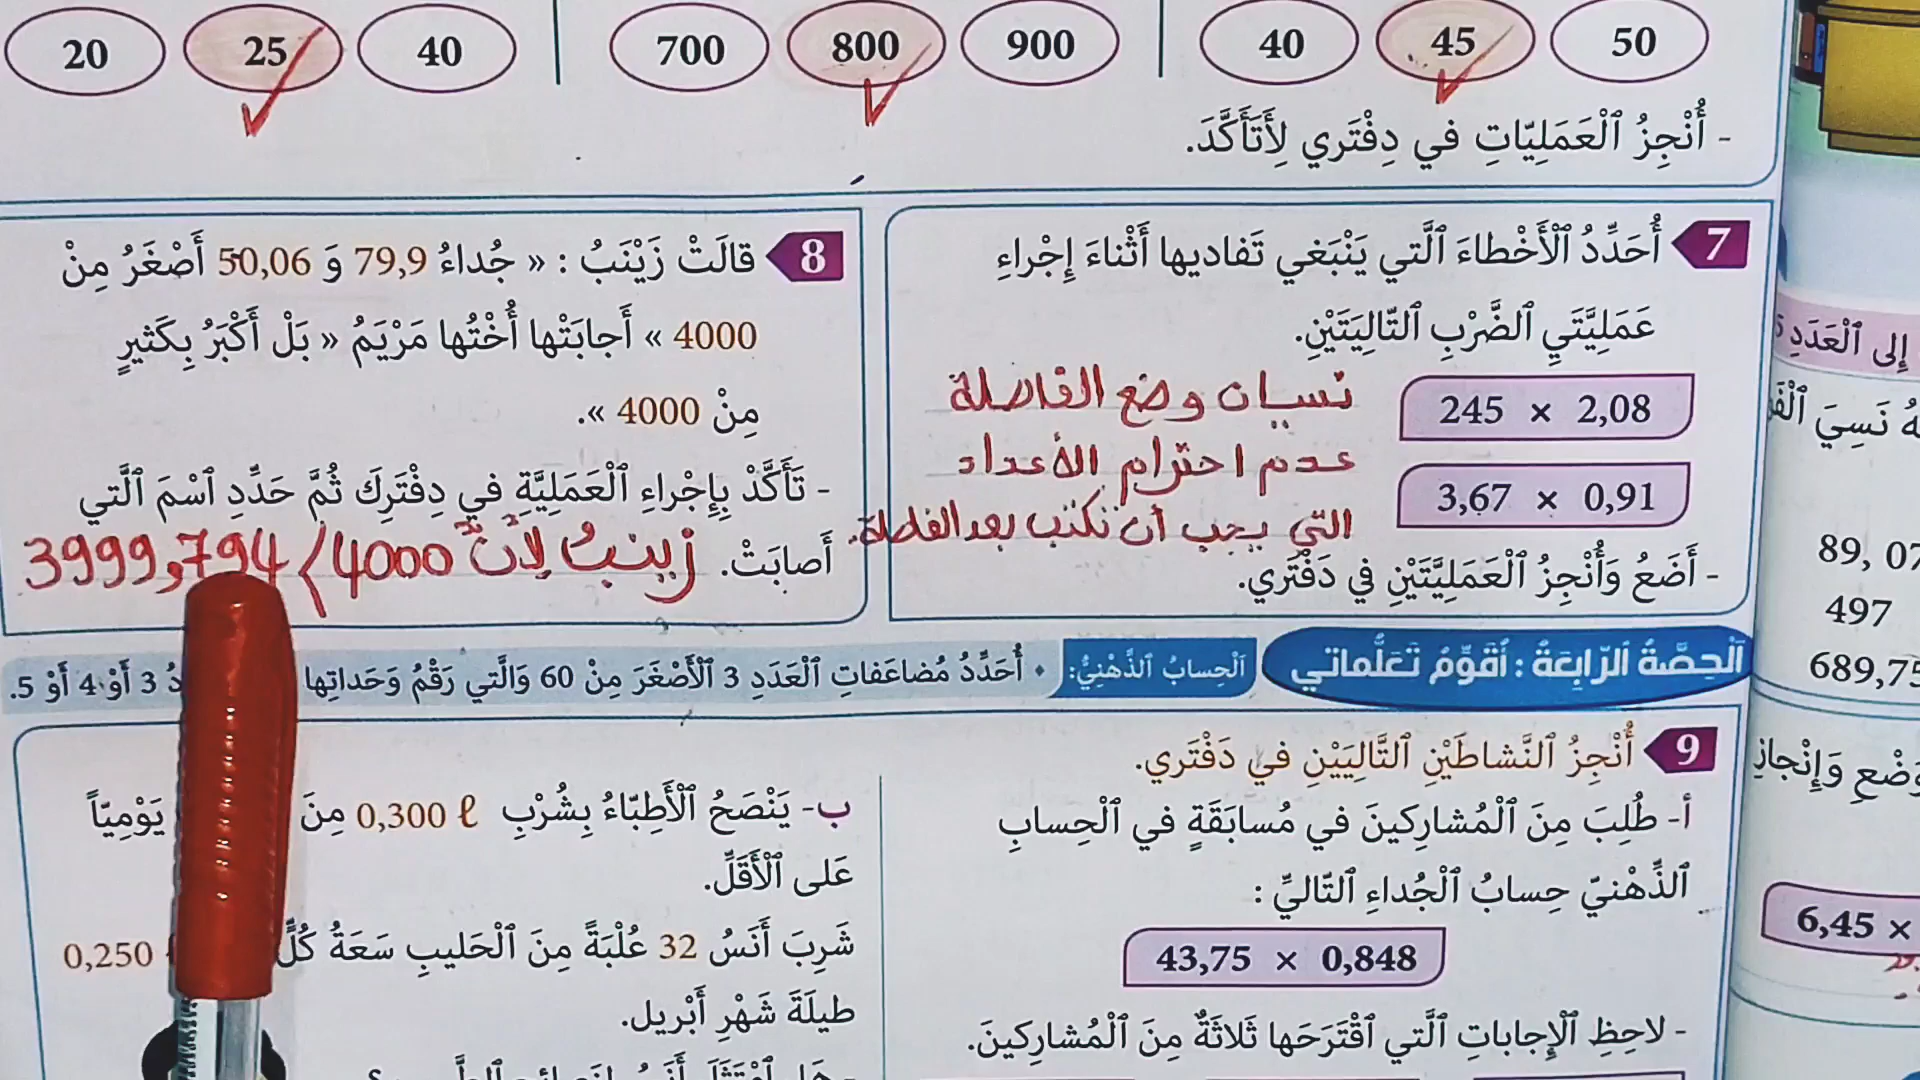 50 45 40 900 800 700 40 25 20
- أُنْجِزُ ٱلْعَمَلِيّاتِ في دِفْتَري لِأَتَأَكَّدَ.
7 أُحَدِّدُ ٱلْأَخْطاءَ ٱلَّتي يَنْبَغي تَفاديها أَثْناءَ إِجْراءِ
عَمَلِيَّتَيِ ٱلضَّرْبِ ٱلتّالِيَتَيْنِ.
245 × 2,08
نسيان وضع الفاصلة
3,67 × 0,91
عدم احترام الأعداد
التي يجب أن تكتب بعد الفاصلة.
- أَضَعُ وَأُنْجِزُ ٱلْعَمَلِيَّتَيْنِ في دَفْتَري.
8 قالَتْ زَيْنَبُ : « جُداءُ 79,9 وَ 50,06 أَصْغَرُ مِنْ
4000 » أَجابَتْها أُخْتُها مَرْيَمُ « بَلْ أَكْبَرُ بِكَثيرٍ
مِنْ 4000 ».
- تَأَكَّدْ بِإِجْراءِ ٱلْعَمَلِيَّةِ في دِفْتَرِكَ ثُمَّ حَدِّدِ ٱسْمَ ٱلَّتي
أَصابَتْ. زينبُ لِأنّ 4000 ⟩ 3999,794
ٱلْحِصَّةُ ٱلرّابِعَةُ : أُقَوِّمُ تَعَلُّماتي
اَلْحِسابُ ٱلذِّهْنِيُّ:
• أُحَدِّدُ مُضاعَفاتِ ٱلْعَدَدِ 3 ٱلْأَصْغَرَ مِنْ 60 وَٱلَّتي رَقْمُ وَحَداتِها 3 أَوْ 4 أَوْ 5.
9 أُنْجِزُ ٱلنَّشاطَيْنِ ٱلتَّالِيَيْنِ في دَفْتَري.
أ- طُلِبَ مِنَ ٱلْمُشارِكينَ في مُسابَقَةٍ في ٱلْحِسابِ
ٱلذِّهْنيّ حِسابُ ٱلْجُداءِ ٱلتّاليِّ :
43,75 × 0,848
- لاحِظِ ٱلْإِجاباتِ ٱلَّتي ٱقْتَرَحَها ثَلاثَةٌ مِنَ ٱلْمُشارِكينَ.
ب- يَنْصَحُ ٱلْأَطِبّاءُ بِشُرْبِ 0,300 ℓ مِنَ يَوْمِيّاً
عَلى ٱلْأَقَلِّ.
شَرِبَ أَنَسُ 32 عُلْبَةً مِنَ ٱلْحَليبِ سَعَةُ كُلِّ 0,250
طيلَةَ شَهْرِ أَبْريل.
إِلى ٱلْعَدَدِ
نَسِيَ
89, 07
497
689,75
وَضْعِ وَإِنْجازِ
6,45 ×